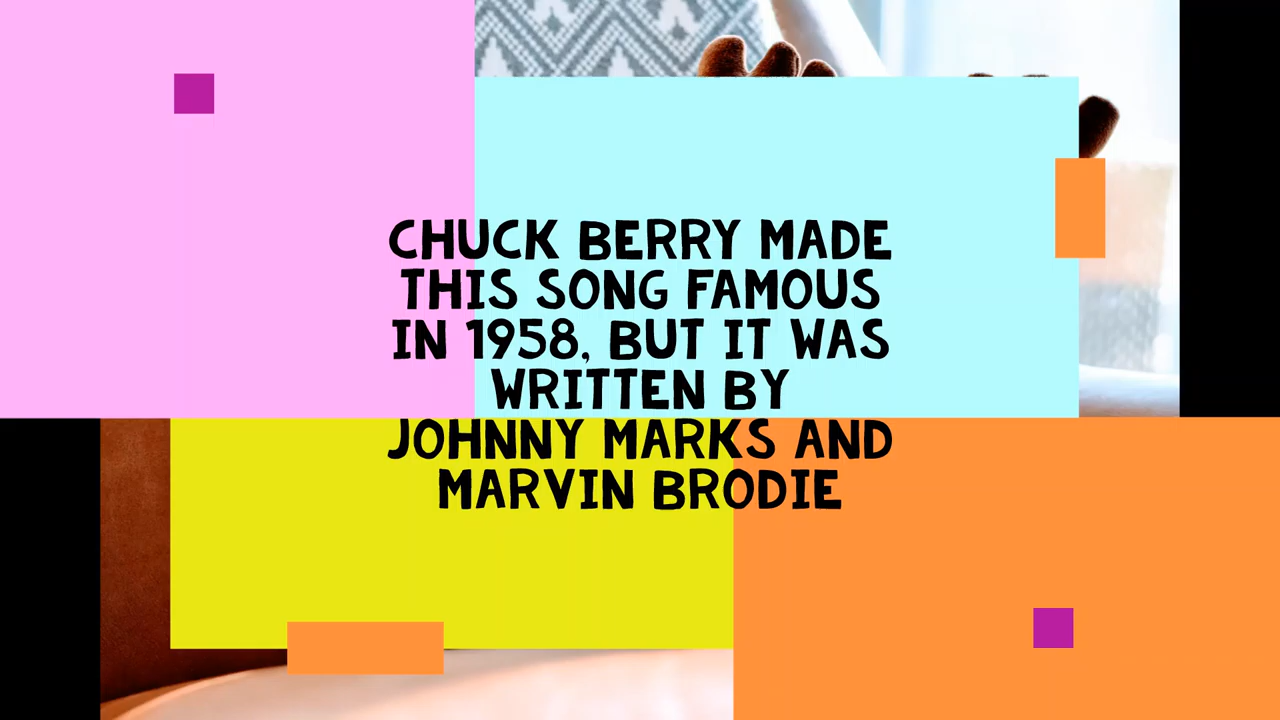 CHUCK BERRY MADE
THIS SONG FAMOUS
IN 1958, BUT IT WAS
WRITTEN BY
JOHNNY MARKS AND
MARVIN BRODIE